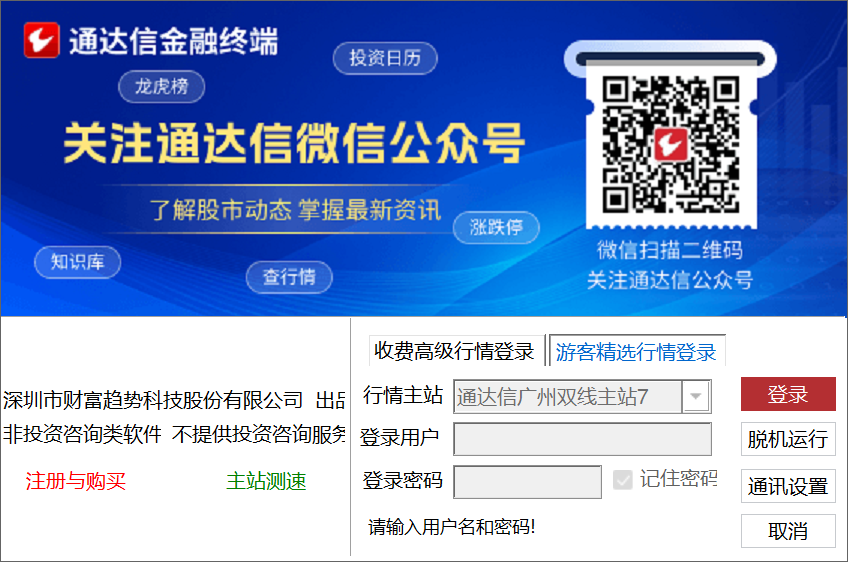 通达信金融终端
投资日历
龙虎榜
关注通达信微信公众号
了解股市动态 掌握最新资讯
涨跌停
知识库
查行情
微信扫描二维码
关注通达信公众号
收费高级行情登录
游客精选行情登录
深圳市财富趋势科技股份有限公司 出品
非投资咨询类软件 不提供投资咨询服务
注册与购买
主站测速
行情主站
通达信广州双线主站7
登录
登录用户
脱机运行
登录密码
记住密码
通讯设置
请输入用户名和密码!
取消